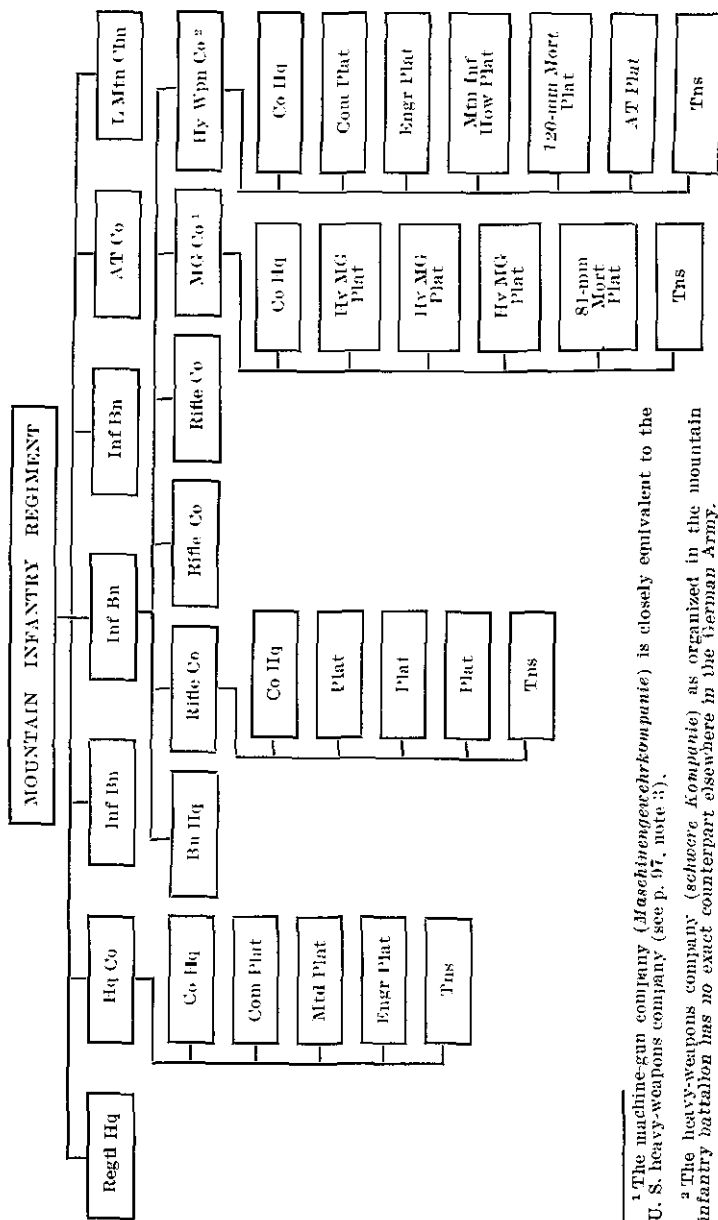 MOUNTAIN INFANTRY REGIMENT
Regtl Hq
Hq Co
Inf Bn
Inf Bn
Inf Bn
AT Co
L Mtn Clm
Co Hq
Com Plat
Mtd Plat
Engr Plat
Tns
Bn Hq
Rifle Co
Rifle Co
Rifle Co
MG Co ¹
Hy Wpn Co ²
Co Hq
Plat
Plat
Plat
Tns
Co Hq
Hv MG
Plat
Hv MG
Plat
Hv MG
Plat
81-mm
Mort
Plat
Tns
Co Hq
Com Plat
Engr Plat
Mtn Inf
How Plat
120-mm Mort
Plat
AT Plat
Tns
¹ The machine-gun company (Maschinengewehrkompanie) is closely equivalent to the
U. S. heavy-weapons company (see p. 97, note 3).
² The heavy-weapons company (schwere Kompanie) as organized in the mountain
infantry battalion has no exact counterpart elsewhere in the German Army.